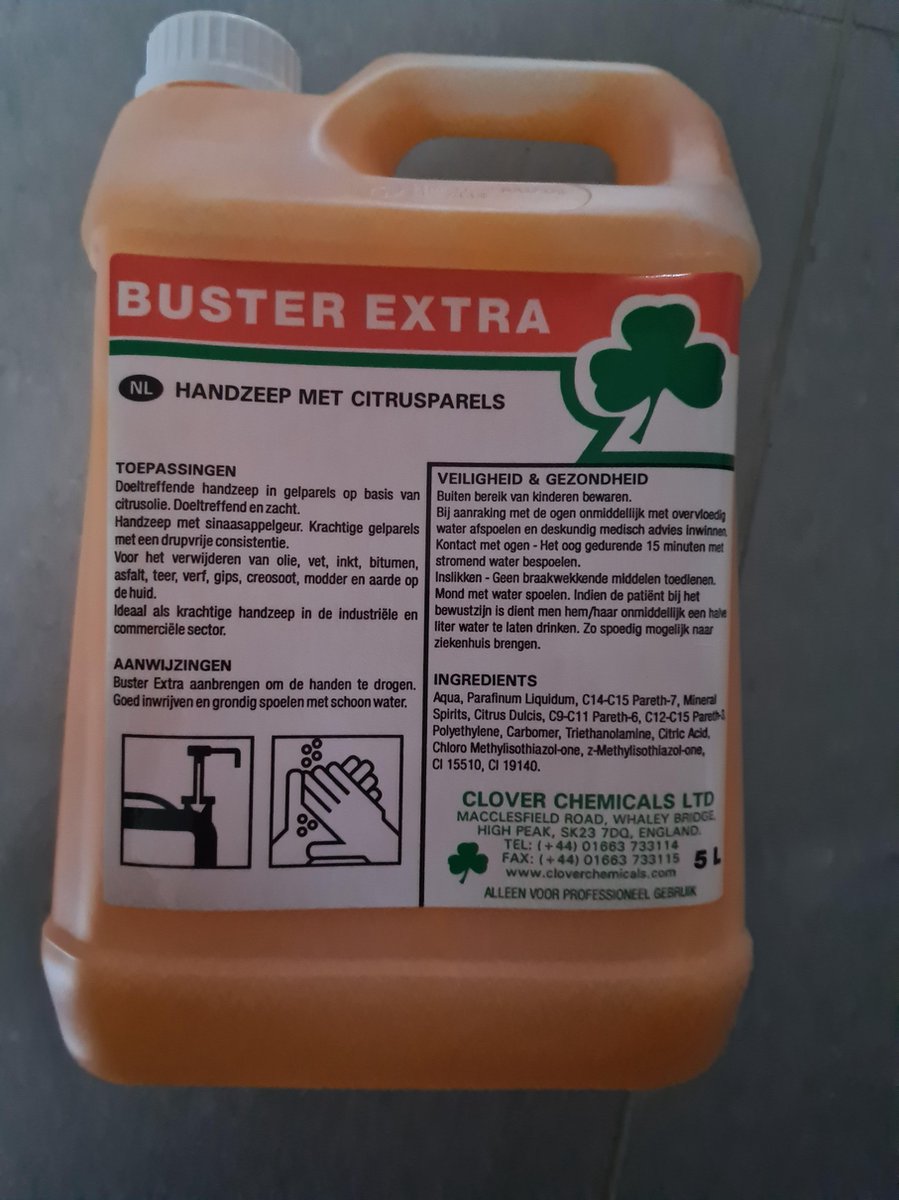 BUSTER EXTRA
NL HANDZEEP MET CITRUSPARELS
TOEPASSINGEN
Doeltreffende handzeep in gelparels op basis van
citrusolie. Doeltreffend en zacht.
Handzeep met sinaasappelgeur. Krachtige gelparels
met een drupvrije consistentie.
Voor het verwijderen van olie, vet, inkt, bitumen,
asfalt, teer, verf, gips, creosoot, modder en aarde op
de huid.
Ideaal als krachtige handzeep in de industriële en
commerciële sector.
AANWIJZINGEN
Buster Extra aanbrengen om de handen te drogen.
Goed inwrijven en grondig spoelen met schoon water.
VEILIGHEID & GEZONDHEID
Buiten bereik van kinderen bewaren.
Bij aanraking met de ogen onmiddellijk met overvloedig
water afspoelen en deskundig medisch advies inwinnen.
Kontact met ogen - Het oog gedurende 15 minuten met
stromend water bespoelen.
Inslikken - Geen braakwekkende middelen toedienen.
Mond met water spoelen. Indien de patiënt bij het
bewustzijn is dient men hem/haar onmiddellijk een halve
liter water te laten drinken. Zo spoedig mogelijk naar
ziekenhuis brengen.
INGREDIENTS
Aqua, Parafinum Liquidum, C14-C15 Pareth-7, Mineral
Spirits, Citrus Dulcis, C9-C11 Pareth-6, C12-C15 Pareth-3,
Polyethylene, Carbomer, Triethanolamine, Citric Acid,
Chloro Methylisothiazol-one, z-Methylisothiazol-one,
CI 15510, CI 19140.
CLOVER CHEMICALS LTD
MACCLESFIELD ROAD, WHALEY BRIDGE,
HIGH PEAK, SK23 7DQ, ENGLAND.
TEL: (+44) 01663 733114
FAX: (+44) 01663 733115
www.cloverchemicals.com
5 L
ALLEEN VOOR PROFESSIONEEL GEBRUIK